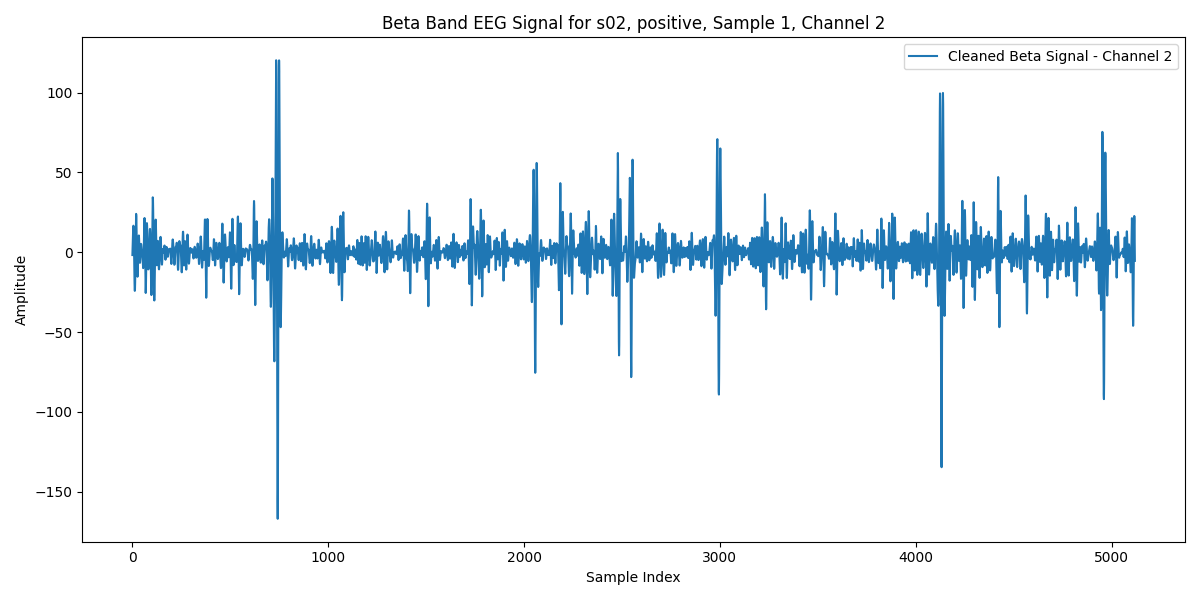 Beta Band EEG Signal for s02, positive, Sample 1, Channel 2
Cleaned Beta Signal - Channel 2
Amplitude
100
50
0
−50
−100
−150
0 1000 2000 3000 4000 5000
Sample Index